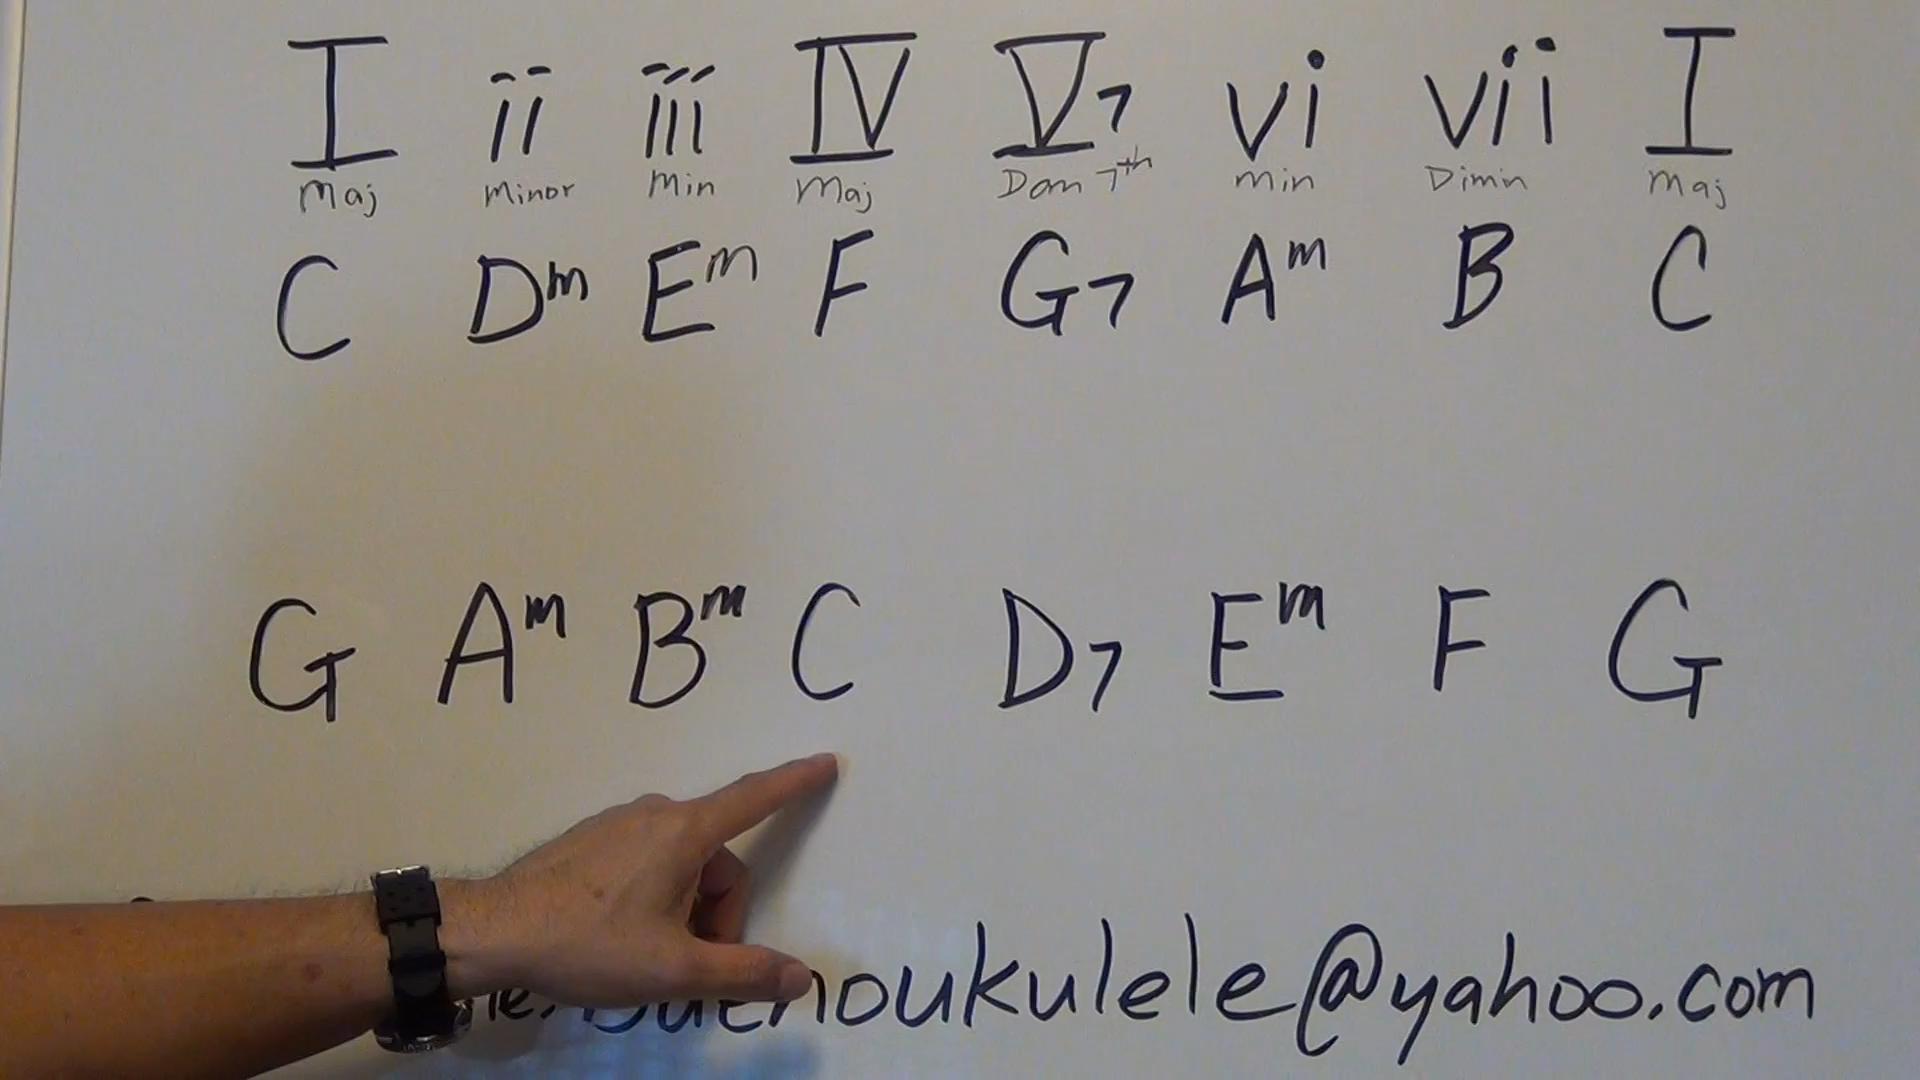 I ii iii IV V7 vi vii I
Maj Minor Min Maj Dom 7th Min Dimin Maj
C Dm Em F G7 Am B C
G Am Bm C D7 Em F G
buenoukulele@yahoo.com